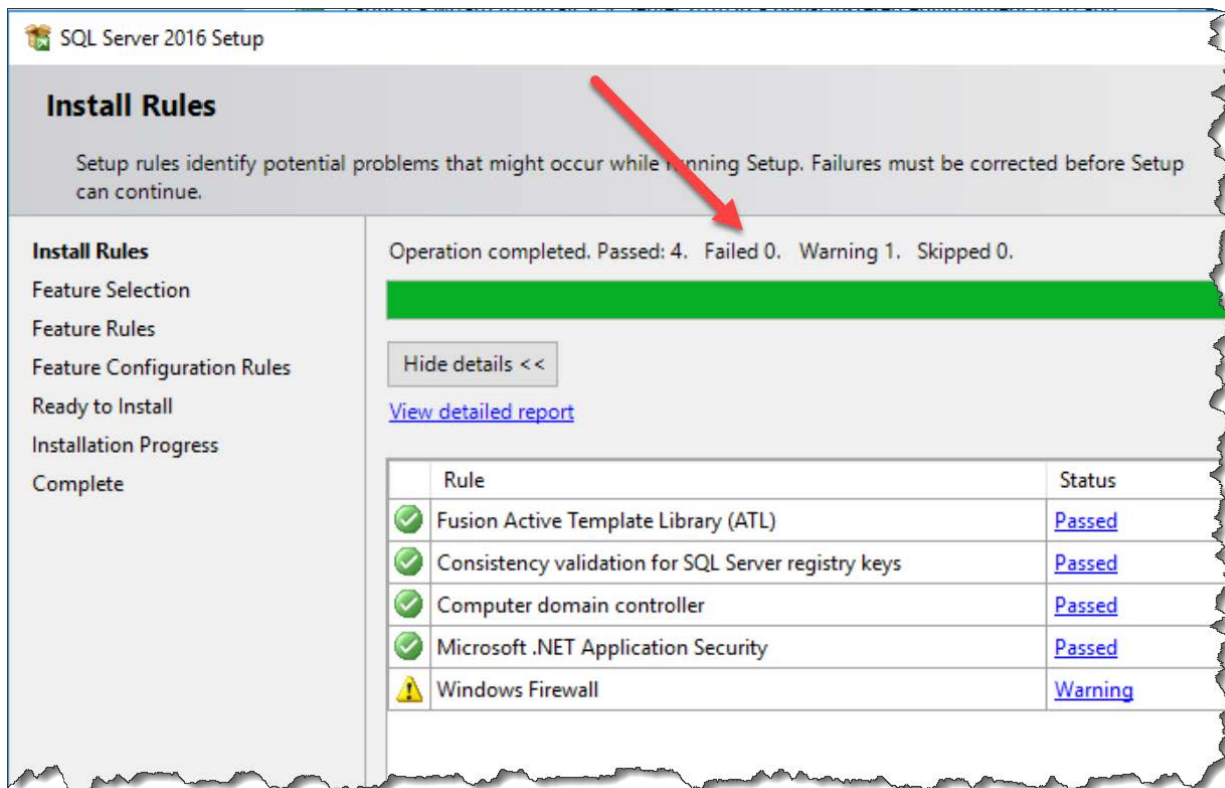 SQL Server 2016 Setup
Install Rules
Setup rules identify potential problems that might occur while running Setup. Failures must be corrected before Setup
can continue.
Install Rules
Feature Selection
Feature Rules
Feature Configuration Rules
Ready to Install
Installation Progress
Complete
Operation completed. Passed: 4. Failed 0. Warning 1. Skipped 0.
Hide details <<
View detailed report
Rule Status
Fusion Active Template Library (ATL) Passed
Consistency validation for SQL Server registry keys Passed
Computer domain controller Passed
Microsoft .NET Application Security Passed
Windows Firewall Warning